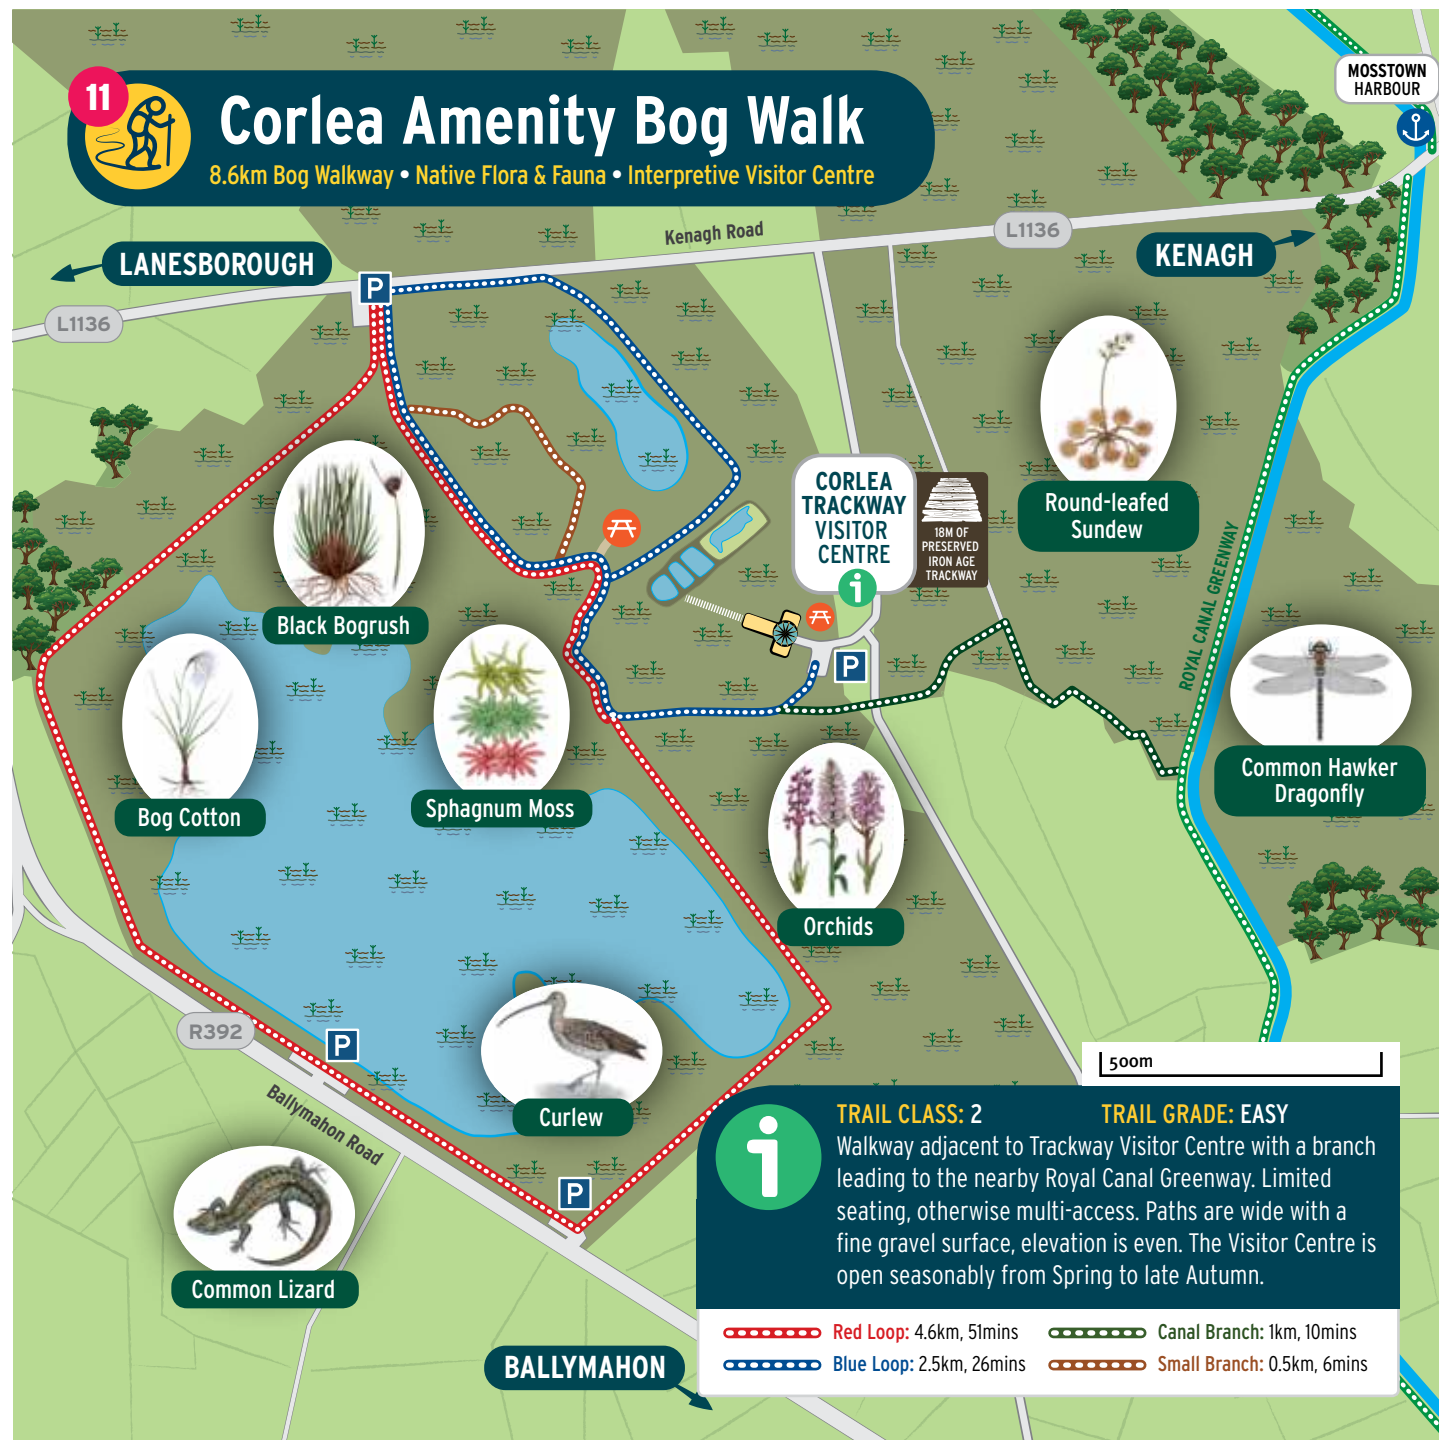 11
Corlea Amenity Bog Walk
8.6km Bog Walkway • Native Flora & Fauna • Interpretive Visitor Centre
MOSSTOWN
HARBOUR
Kenagh Road
L1136
KENAGH
LANESBOROUGH
P
L1136
CORLEA
TRACKWAY
VISITOR
CENTRE
i
18M OF
PRESERVED
IRON AGE
TRACKWAY
Round-leafed
Sundew
ROYAL CANAL GREENWAY
Black Bogrush
P
Bog Cotton
Sphagnum Moss
Common Hawker
Dragonfly
Orchids
R392
P
Ballymahon Road
Curlew
P
Common Lizard
BALLYMAHON
500m
i
TRAIL CLASS: 2
TRAIL GRADE: EASY
Walkway adjacent to Trackway Visitor Centre with a branch
leading to the nearby Royal Canal Greenway. Limited
seating, otherwise multi-access. Paths are wide with a
fine gravel surface, elevation is even. The Visitor Centre is
open seasonably from Spring to late Autumn.
Red Loop: 4.6km, 51mins
Canal Branch: 1km, 10mins
Blue Loop: 2.5km, 26mins
Small Branch: 0.5km, 6mins